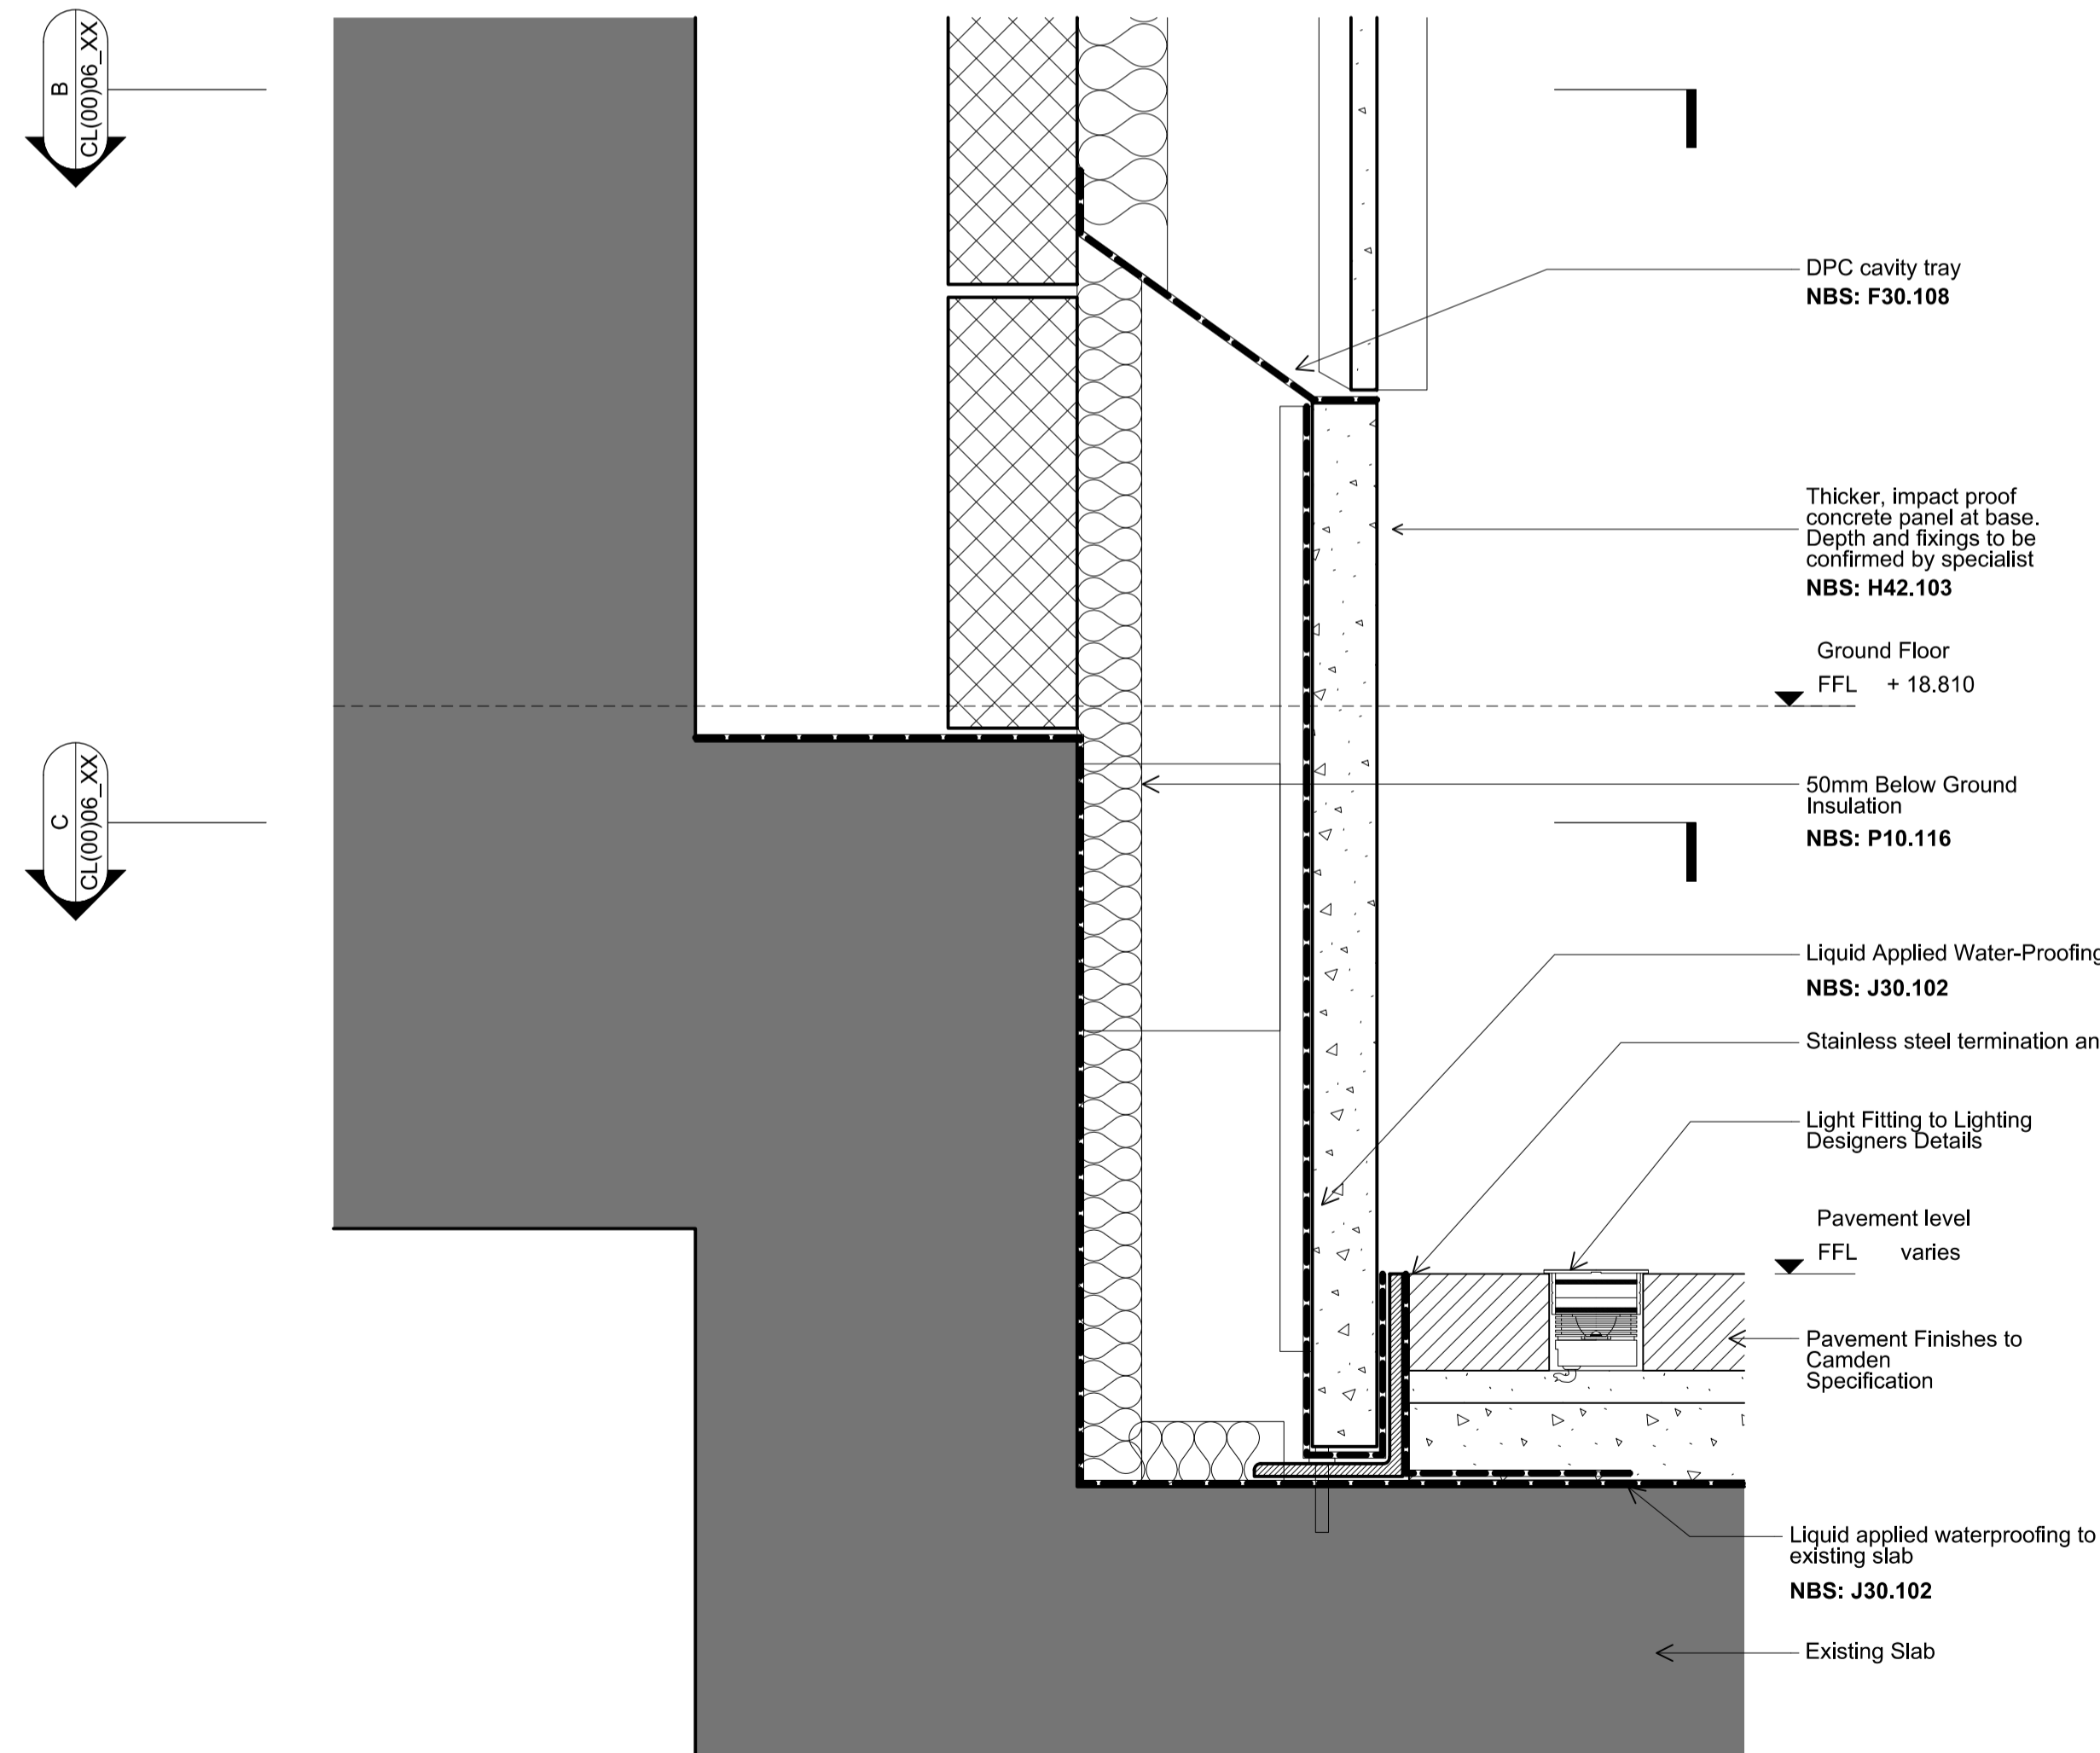 B
CL(00)06_XX
DPC cavity tray
NBS: F30.108
Thicker, impact proof
concrete panel at base.
Depth and fixings to be
confirmed by specialist
NBS: H42.103
Ground Floor
FFL + 18.810
C
CL(00)06_XX
50mm Below Ground
Insulation
NBS: P10.116
Liquid Applied Water-Proofing
NBS: J30.102
Stainless steel termination
Light Fitting to Lighting
Designers Details
Pavement level
FFL varies
Pavement Finishes to
Camden
Specification
Liquid applied waterproofing to
existing slab
NBS: J30.102
Existing Slab